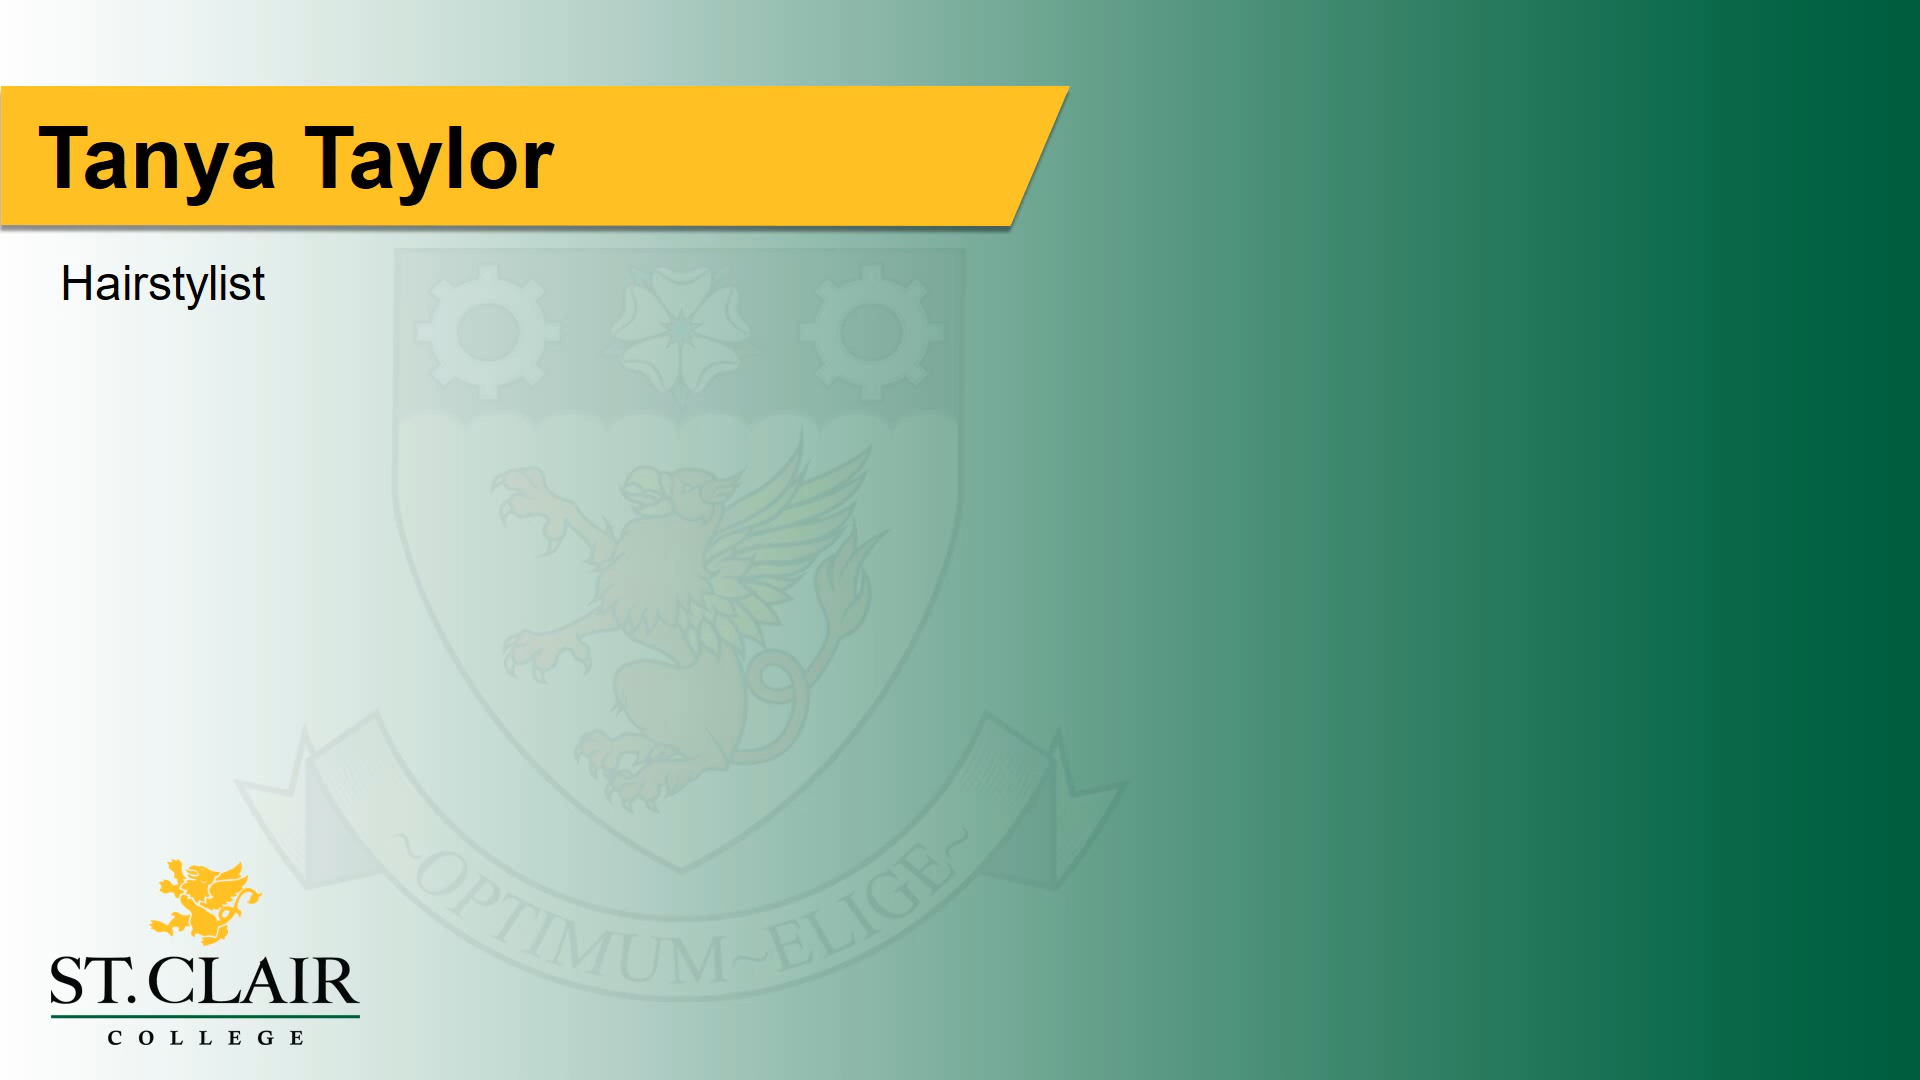 Tanya Taylor
Hairstylist
~OPTIMUM~ELIGE~
ST. CLAIR
COLLEGE